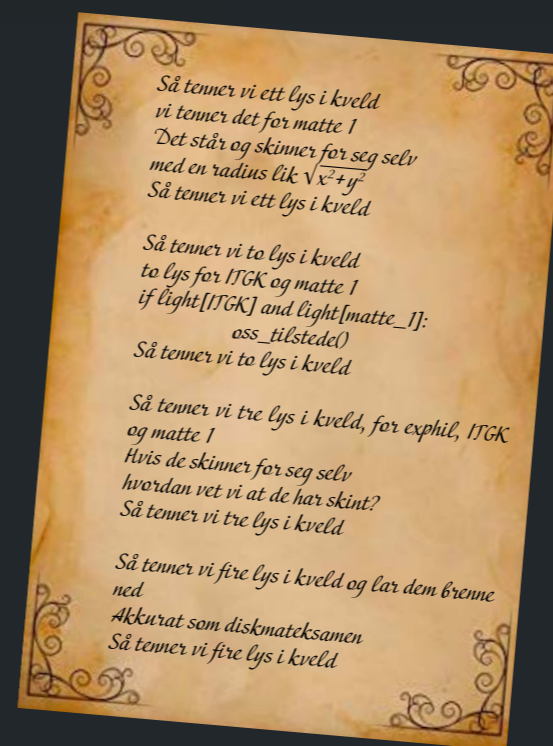 Så tenner vi ett lys i kveld
vi tenner det for matte 1
Det står og skinner for seg selv
med en radius lik √x²+y²
Så tenner vi ett lys i kveld
Så tenner vi to lys i kveld
to lys for ITGK og matte 1
if light[ITGK] and light[matte_1]:
oss_tilstede()
Så tenner vi to lys i kveld
Så tenner vi tre lys i kveld, for exphil, ITGK
og matte 1
Hvis de skinner for seg selv
hvordan vet vi at de har skint?
Så tenner vi tre lys i kveld
Så tenner vi fire lys i kveld og lar dem brenne
ned
Akkurat som diskmateksamen
Så tenner vi fire lys i kveld